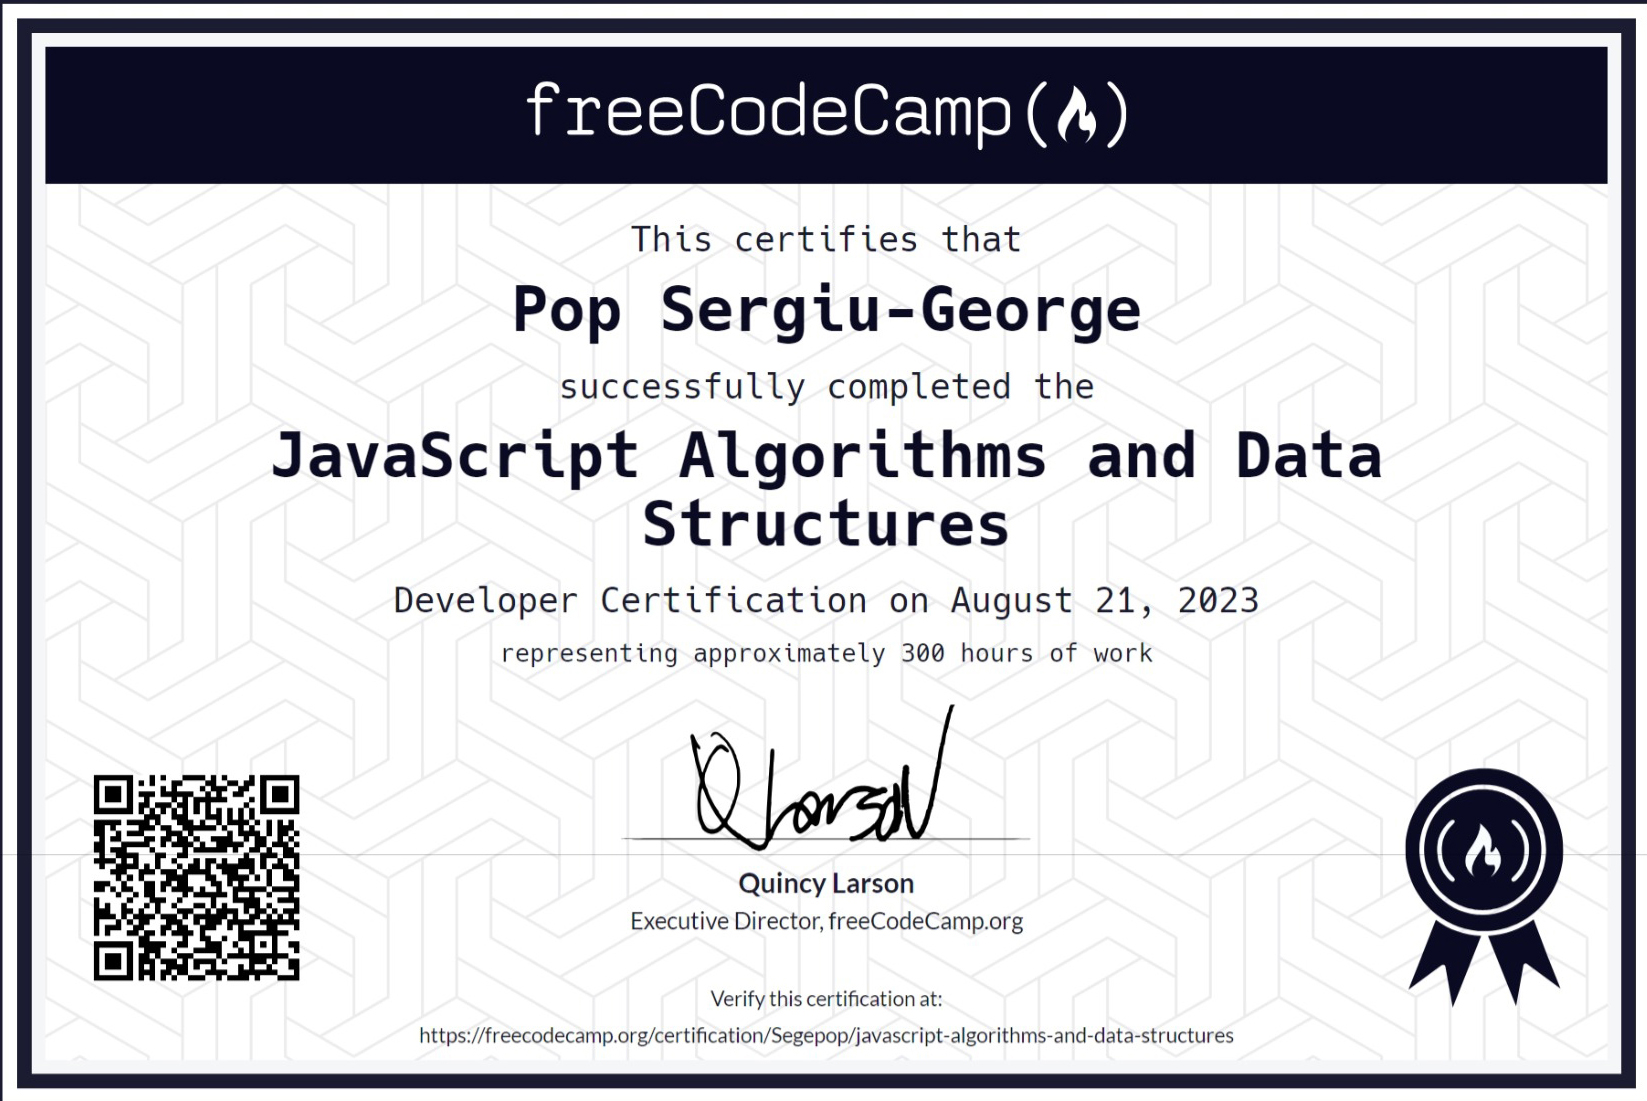 freeCodeCamp
This certifies that
Pop Sergiu-George
successfully completed the
JavaScript Algorithms and Data
Structures
Developer Certification on August 21, 2023
representing approximately 300 hours of work
Q Larson
Quincy Larson
Executive Director, freeCodeCamp.org
Verify this certification at:
https://freecodecamp.org/certification/Segepop/javascript-algorithms-and-data-structures